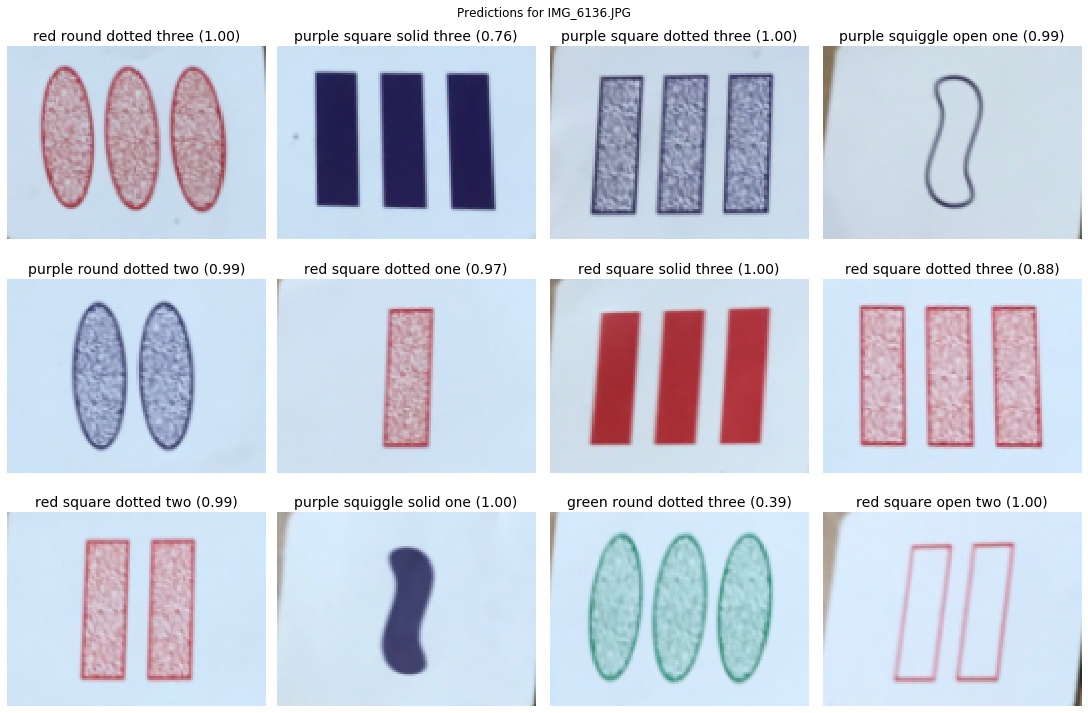 Predictions for IMG_6136.JPG
red round dotted three (1.00)
purple square solid three (0.76)
purple square dotted three (1.00)
purple squiggle open one (0.99)
purple round dotted two (0.99)
red square dotted one (0.97)
red square solid three (1.00)
red square dotted three (0.88)
red square dotted two (0.99)
purple squiggle solid one (1.00)
green round dotted three (0.39)
red square open two (1.00)